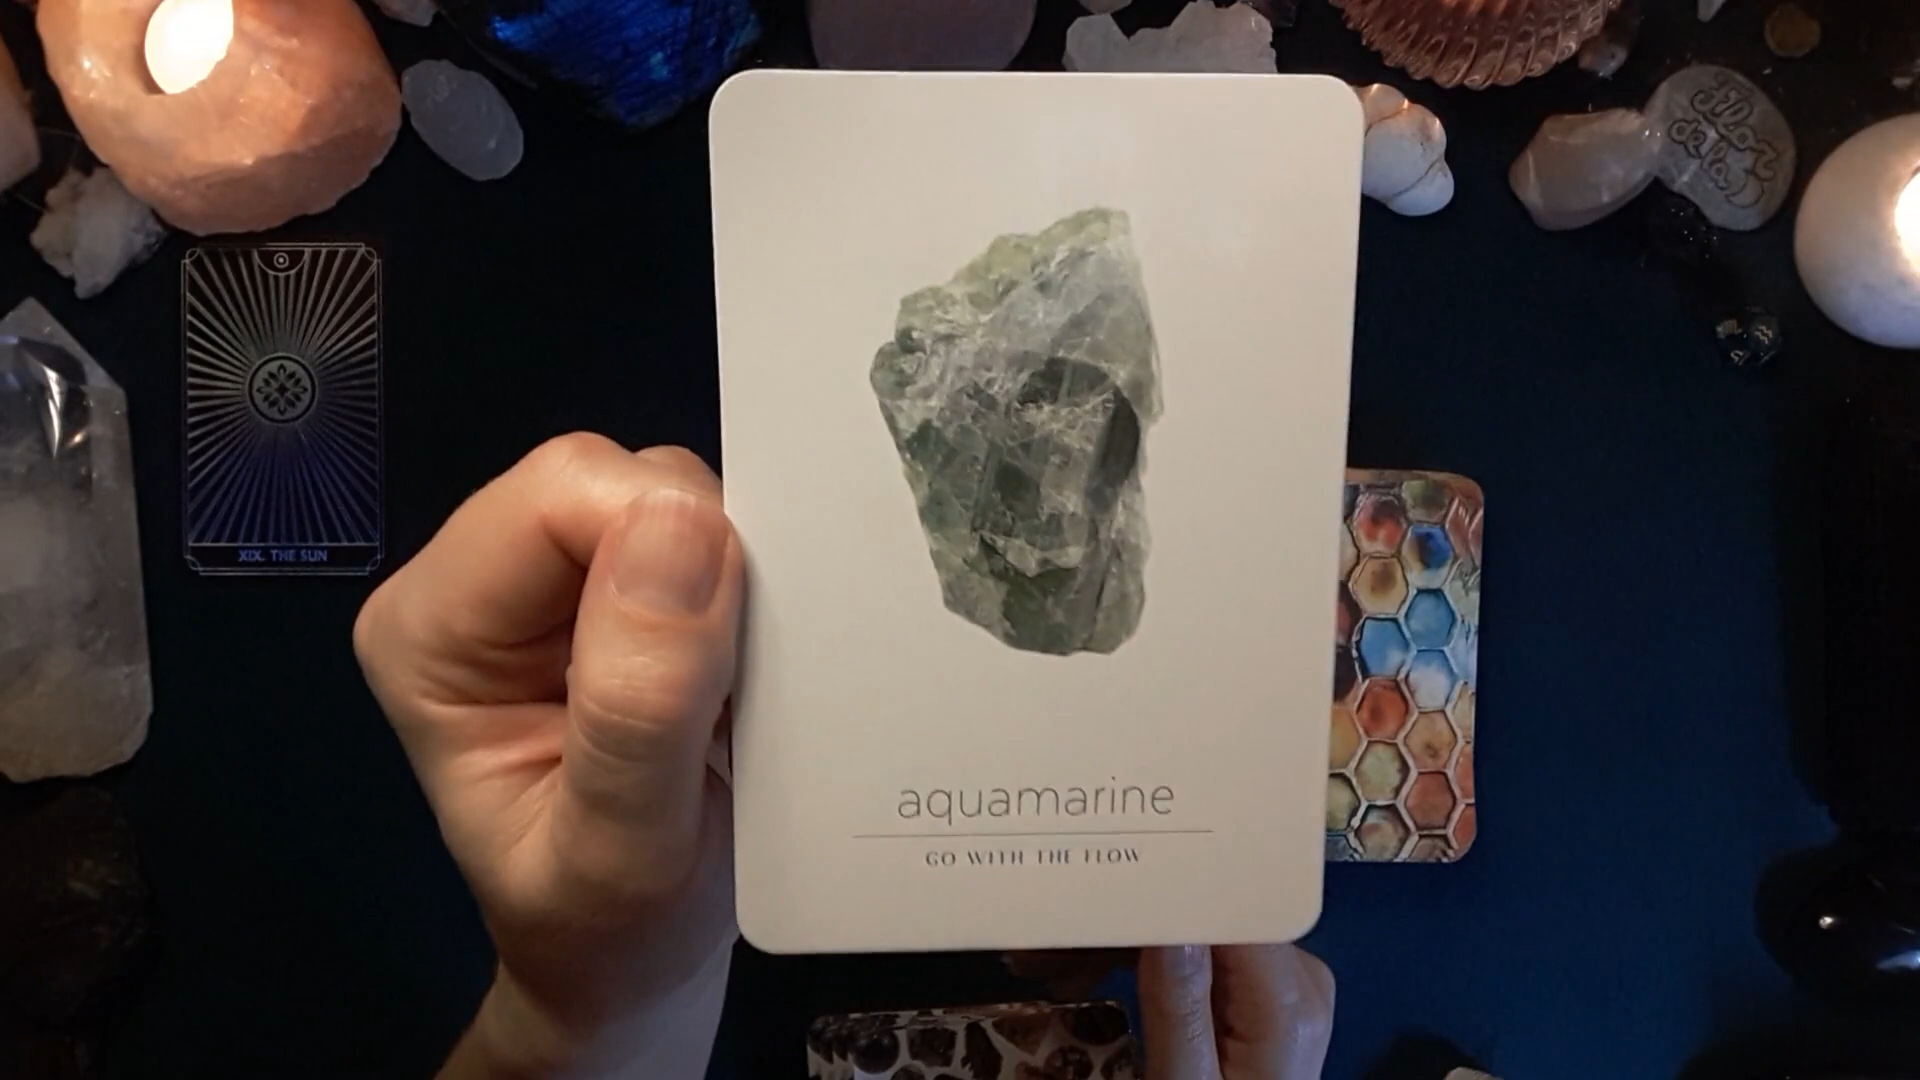 XIX. THE SUN
aquamarine
GO WITH THE FLOW